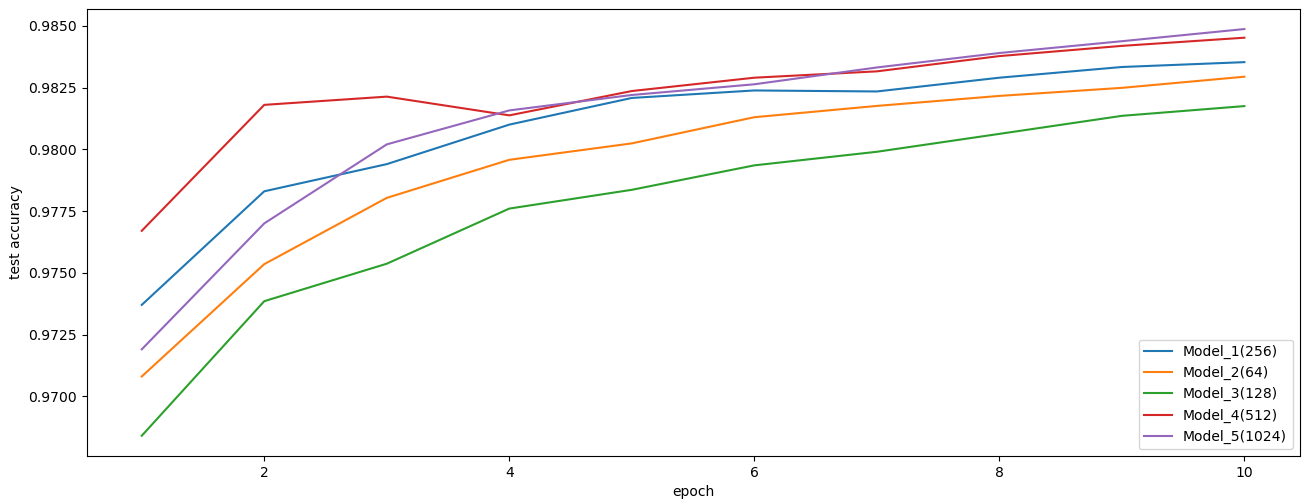 0.9850
0.9825
0.9800
0.9775
0.9750
0.9725
0.9700
test accuracy
2
4
6
8
10
epoch
Model_1(256)
Model_2(64)
Model_3(128)
Model_4(512)
Model_5(1024)